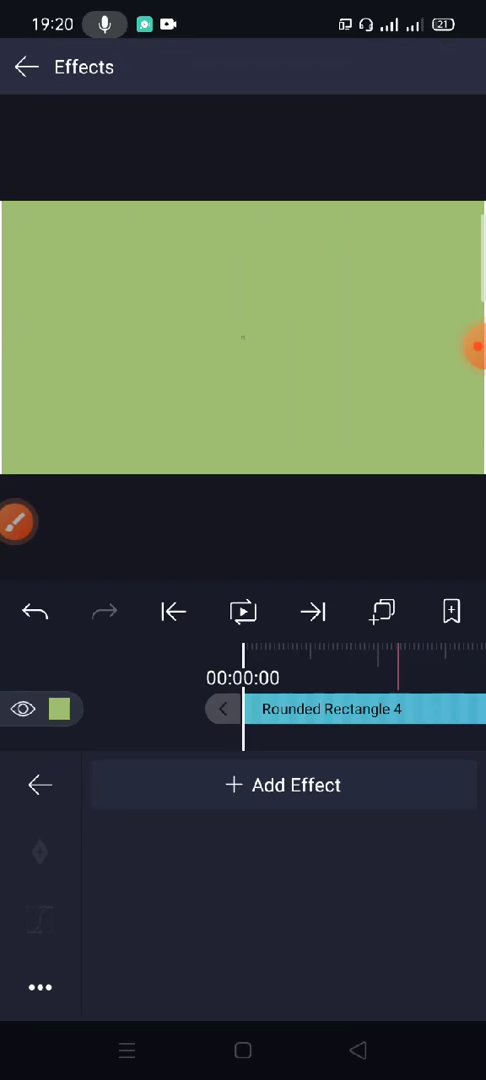 19:20
21
Effects
00:00:00
Rounded Rectangle 4
+ Add Effect